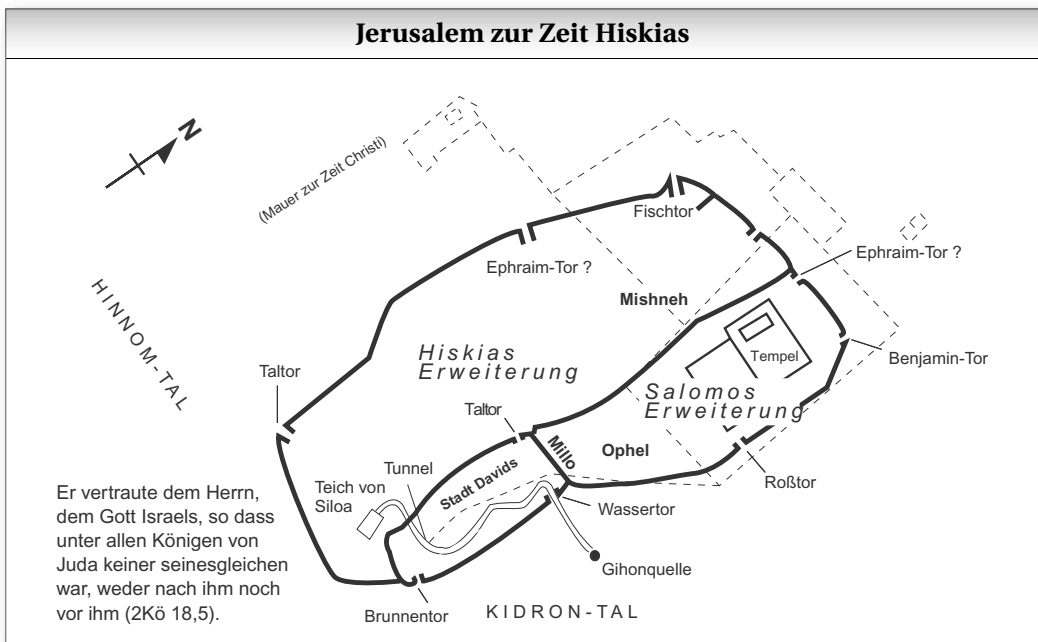 Jerusalem zur Zeit Hiskias
N
(Mauer zur Zeit Christi)
Fischtor
Ephraim-Tor ?
Ephraim-Tor ?
Mishneh
HINNOM-TAL
Hiskias
Erweiterung
Tempel
Benjamin-Tor
Taltor
Salomos
Erweiterung
Taltor
Millo
Ophel
Tunnel
Stadt Davids
Roßtor
Teich von
Siloa
Wassertor
Er vertraute dem Herrn,
dem Gott Israels, so dass
unter allen Königen von
Juda keiner seinesgleichen
war, weder nach ihm noch
vor ihm (2Kö 18,5).
Gihonquelle
Brunnentor
KIDRON-TAL